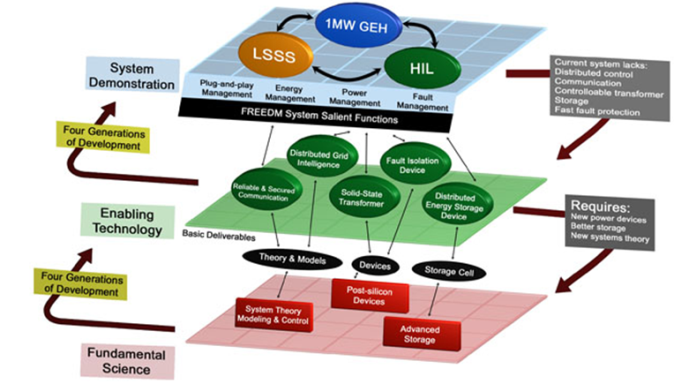 1MW GEH
LSSS
HIL
System
Demonstration
Plug-and-play
Management
Energy
Management
Power
Management
Fault
Management
FREEDM System Salient Functions
Current system lacks:
Distributed control
Communication
Controlloable transformer
Storage
Fast fault protection
Four Generations
of Development
Distributed Grid
Intelligence
Fault Isolation
Device
Reliable & Secured
Communication
Solid-State
Transformer
Distributed
Energy Storage
Device
Enabling
Technology
Basic Deliverables
Requires:
New power devices
Better storage
New systems theory
Theory & Models
Devices
Storage Cell
Four Generations
of Development
Post-silicon
Devices
System Theory
Modeling & Control
Advanced
Storage
Fundamental
Science